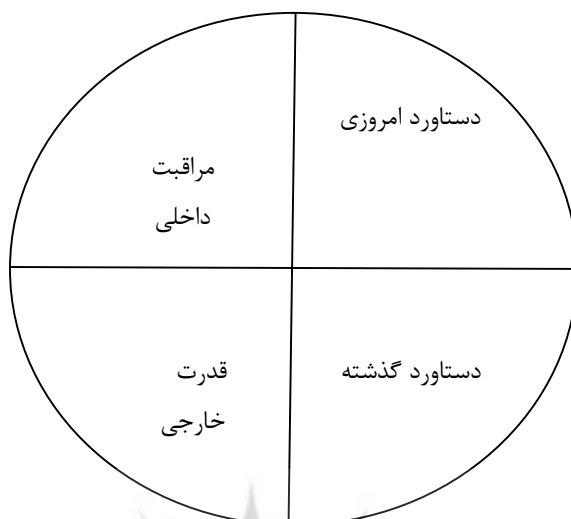 دستاورد امروزی
مراقبت
داخلی
دستاورد گذشته
قدرت
خارجی